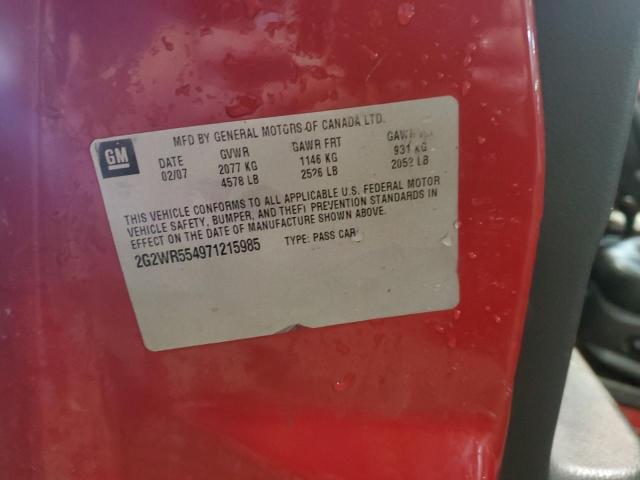 MFD BY GENERAL MOTORS OF CANADA LTD.
GM
DATE GVWR GAWR FRT GAWR
02/07 2077 KG 1146 KG 931 KG
4578 LB 2526 LB 2052 LB
THIS VEHICLE CONFORMS TO ALL APPLICABLE U.S. FEDERAL MOTOR
VEHICLE SAFETY, BUMPER, AND THEFT PREVENTION STANDARDS IN
EFFECT ON THE DATE OF MANUFACTURE SHOWN ABOVE.
2G2WR554971215985 TYPE: PASS CAR